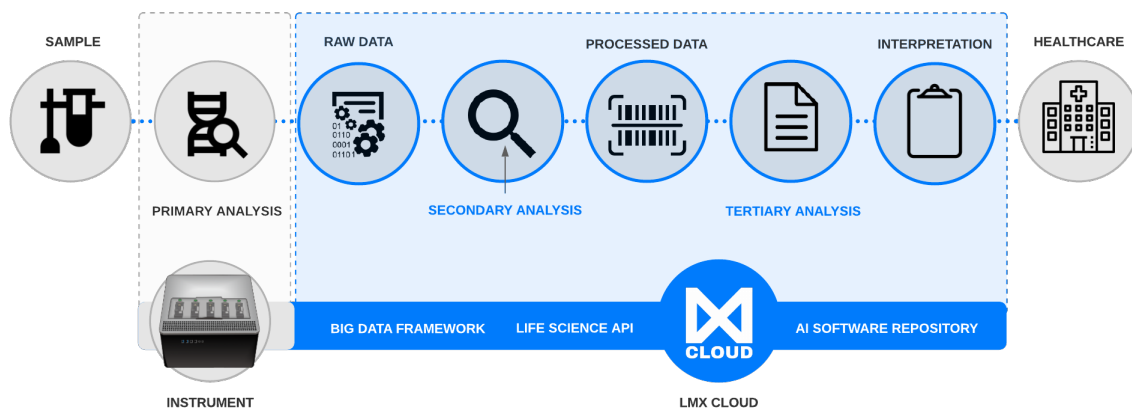 SAMPLE
RAW DATA
PROCESSED DATA
INTERPRETATION
HEALTHCARE
01
0110
0001
01101
PRIMARY ANALYSIS
SECONDARY ANALYSIS
TERTIARY ANALYSIS
BIG DATA FRAMEWORK
LIFE SCIENCE API
CLOUD
AI SOFTWARE REPOSITORY
INSTRUMENT
LMX CLOUD